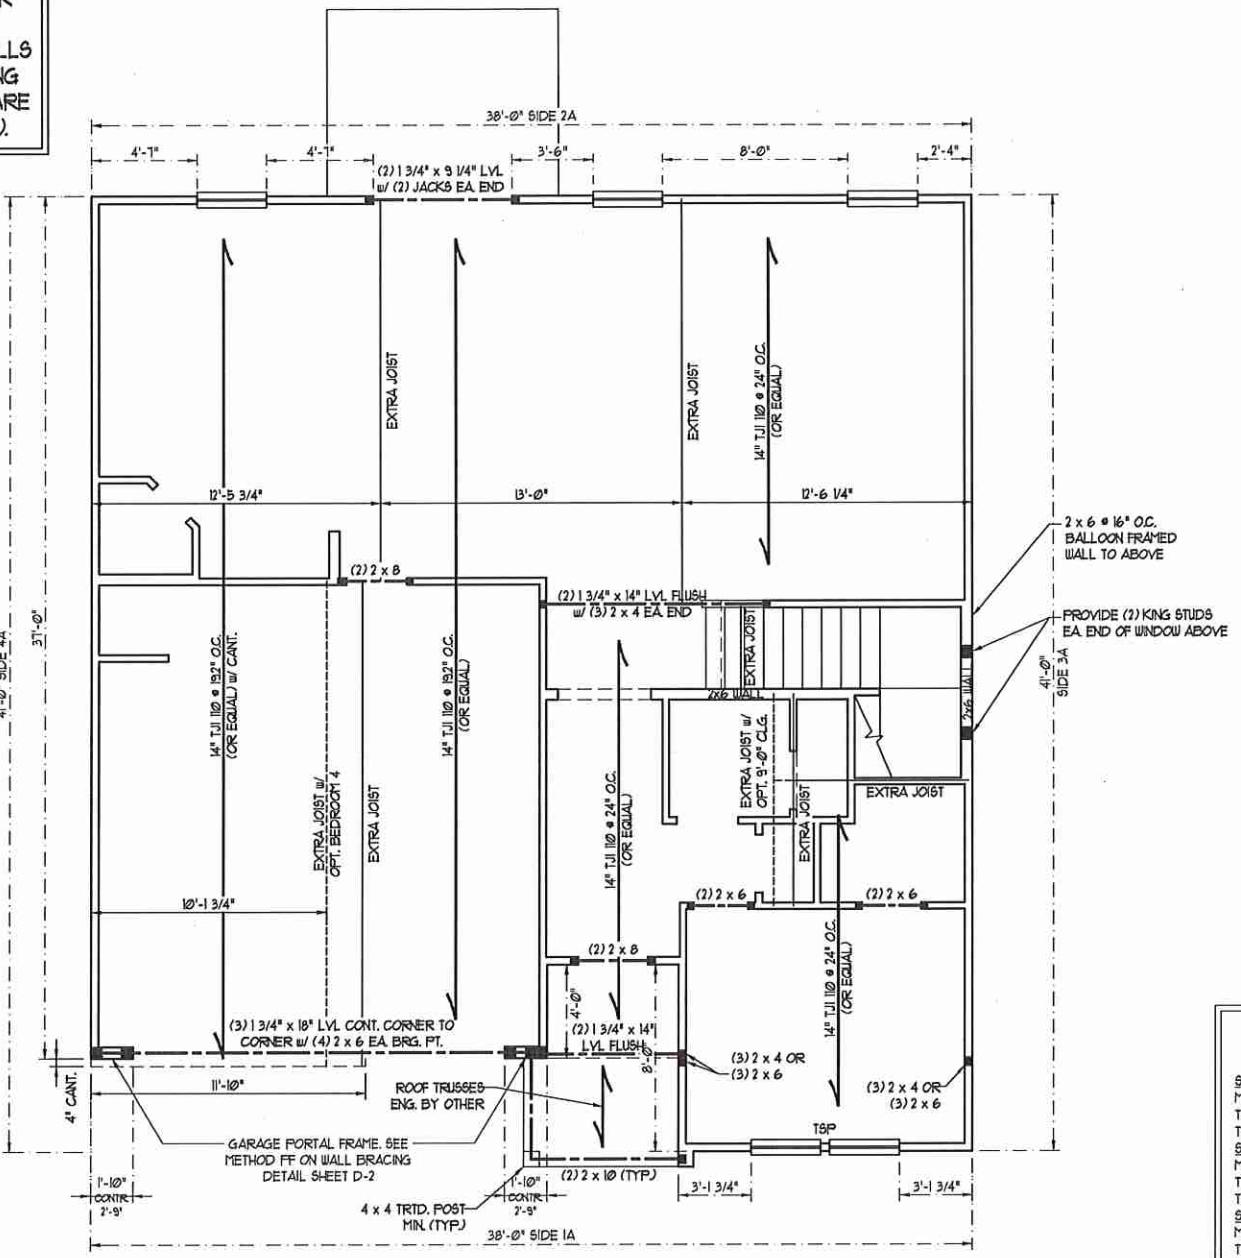 LLS
NG
ARE
).
38'-0" SIDE 2A
4'-7"
4'-7"
3'-6"
8'-0"
2'-4"
(2) 1 3/4" x 9 1/4" LVL
w/ (2) JACKS EA. END
EXTRA JOIST
EXTRA JOIST
14" TJI 110 @ 24" O.C.
(OR EQUAL)
12'-5 3/4"
13'-0"
12'-6 1/4"
2 x 6 @ 16" O.C.
BALLOON FRAMED
WALL TO ABOVE
(2) 2 x 8
(2) 1 3/4" x 14" LVL FLUSH
w/ (3) 2 x 4 EA. END
PROVIDE (2) KING STUDS
EA. END OF WINDOW ABOVE
41'-0" SIDE 4A
37'-0"
14" TJI 110 @ 19.2" O.C.
(OR EQUAL) w/ CANT.
14" TJI 110 @ 19.2" O.C.
(OR EQUAL)
EXTRA JOIST
2x6 WALL
2x6 WALL
41'-0"
SIDE 3A
EXTRA JOIST w/
OPT. BEDROOM 4
EXTRA JOIST
14" TJI 110 @ 24" O.C.
(OR EQUAL)
EXTRA JOIST w/
OPT. 9'-0" CLG.
EXTRA JOIST
EXTRA JOIST
10'-1 3/4"
(2) 2 x 6
(2) 2 x 6
14" TJI 110 @ 24" O.C.
(OR EQUAL)
(2) 2 x 8
4'-0"
8'-0"
(3) 1 3/4" x 18" LVL CONT. CORNER TO
CORNER w/ (4) 2 x 6 EA. BRG. PT.
(2) 1 3/4" x 14"
LVL FLUSH
(3) 2 x 4 OR
(3) 2 x 6
(3) 2 x 4 OR
(3) 2 x 6
4" CANT.
11'-10"
ROOF TRUSSES
ENG. BY OTHER
TSP
GARAGE PORTAL FRAME. SEE
METHOD PF ON WALL BRACING
DETAIL SHEET D-2
(2) 2 x 10 (TYP.)
1'-10"
CONTR
2'-9"
1'-10"
CONTR
2'-9"
3'-1 3/4"
3'-1 3/4"
4 x 4 TRTD. POST
MIN. (TYP.)
38'-0" SIDE 1A
S
M
T
T
S
M
T
T
S
M
T